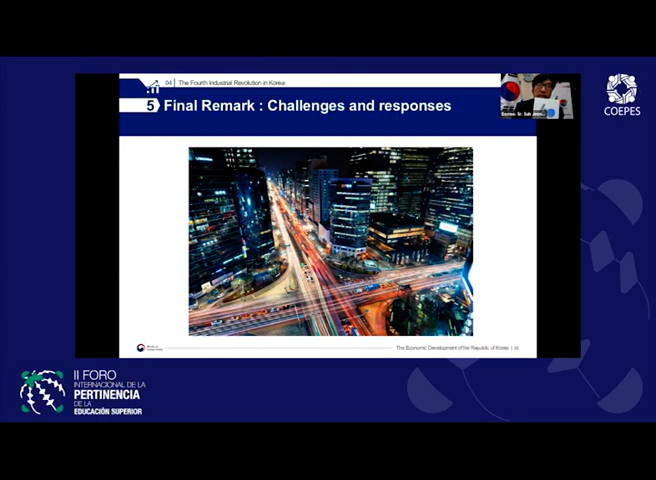 04 | The Fourth Industrial Revolution in Korea
5 Final Remark : Challenges and responses
COEPES
The Economic Development of the Republic of Korea |
II FORO
INTERNACIONAL DE LA
PERTINENCIA
DE LA
EDUCACIÓN SUPERIOR